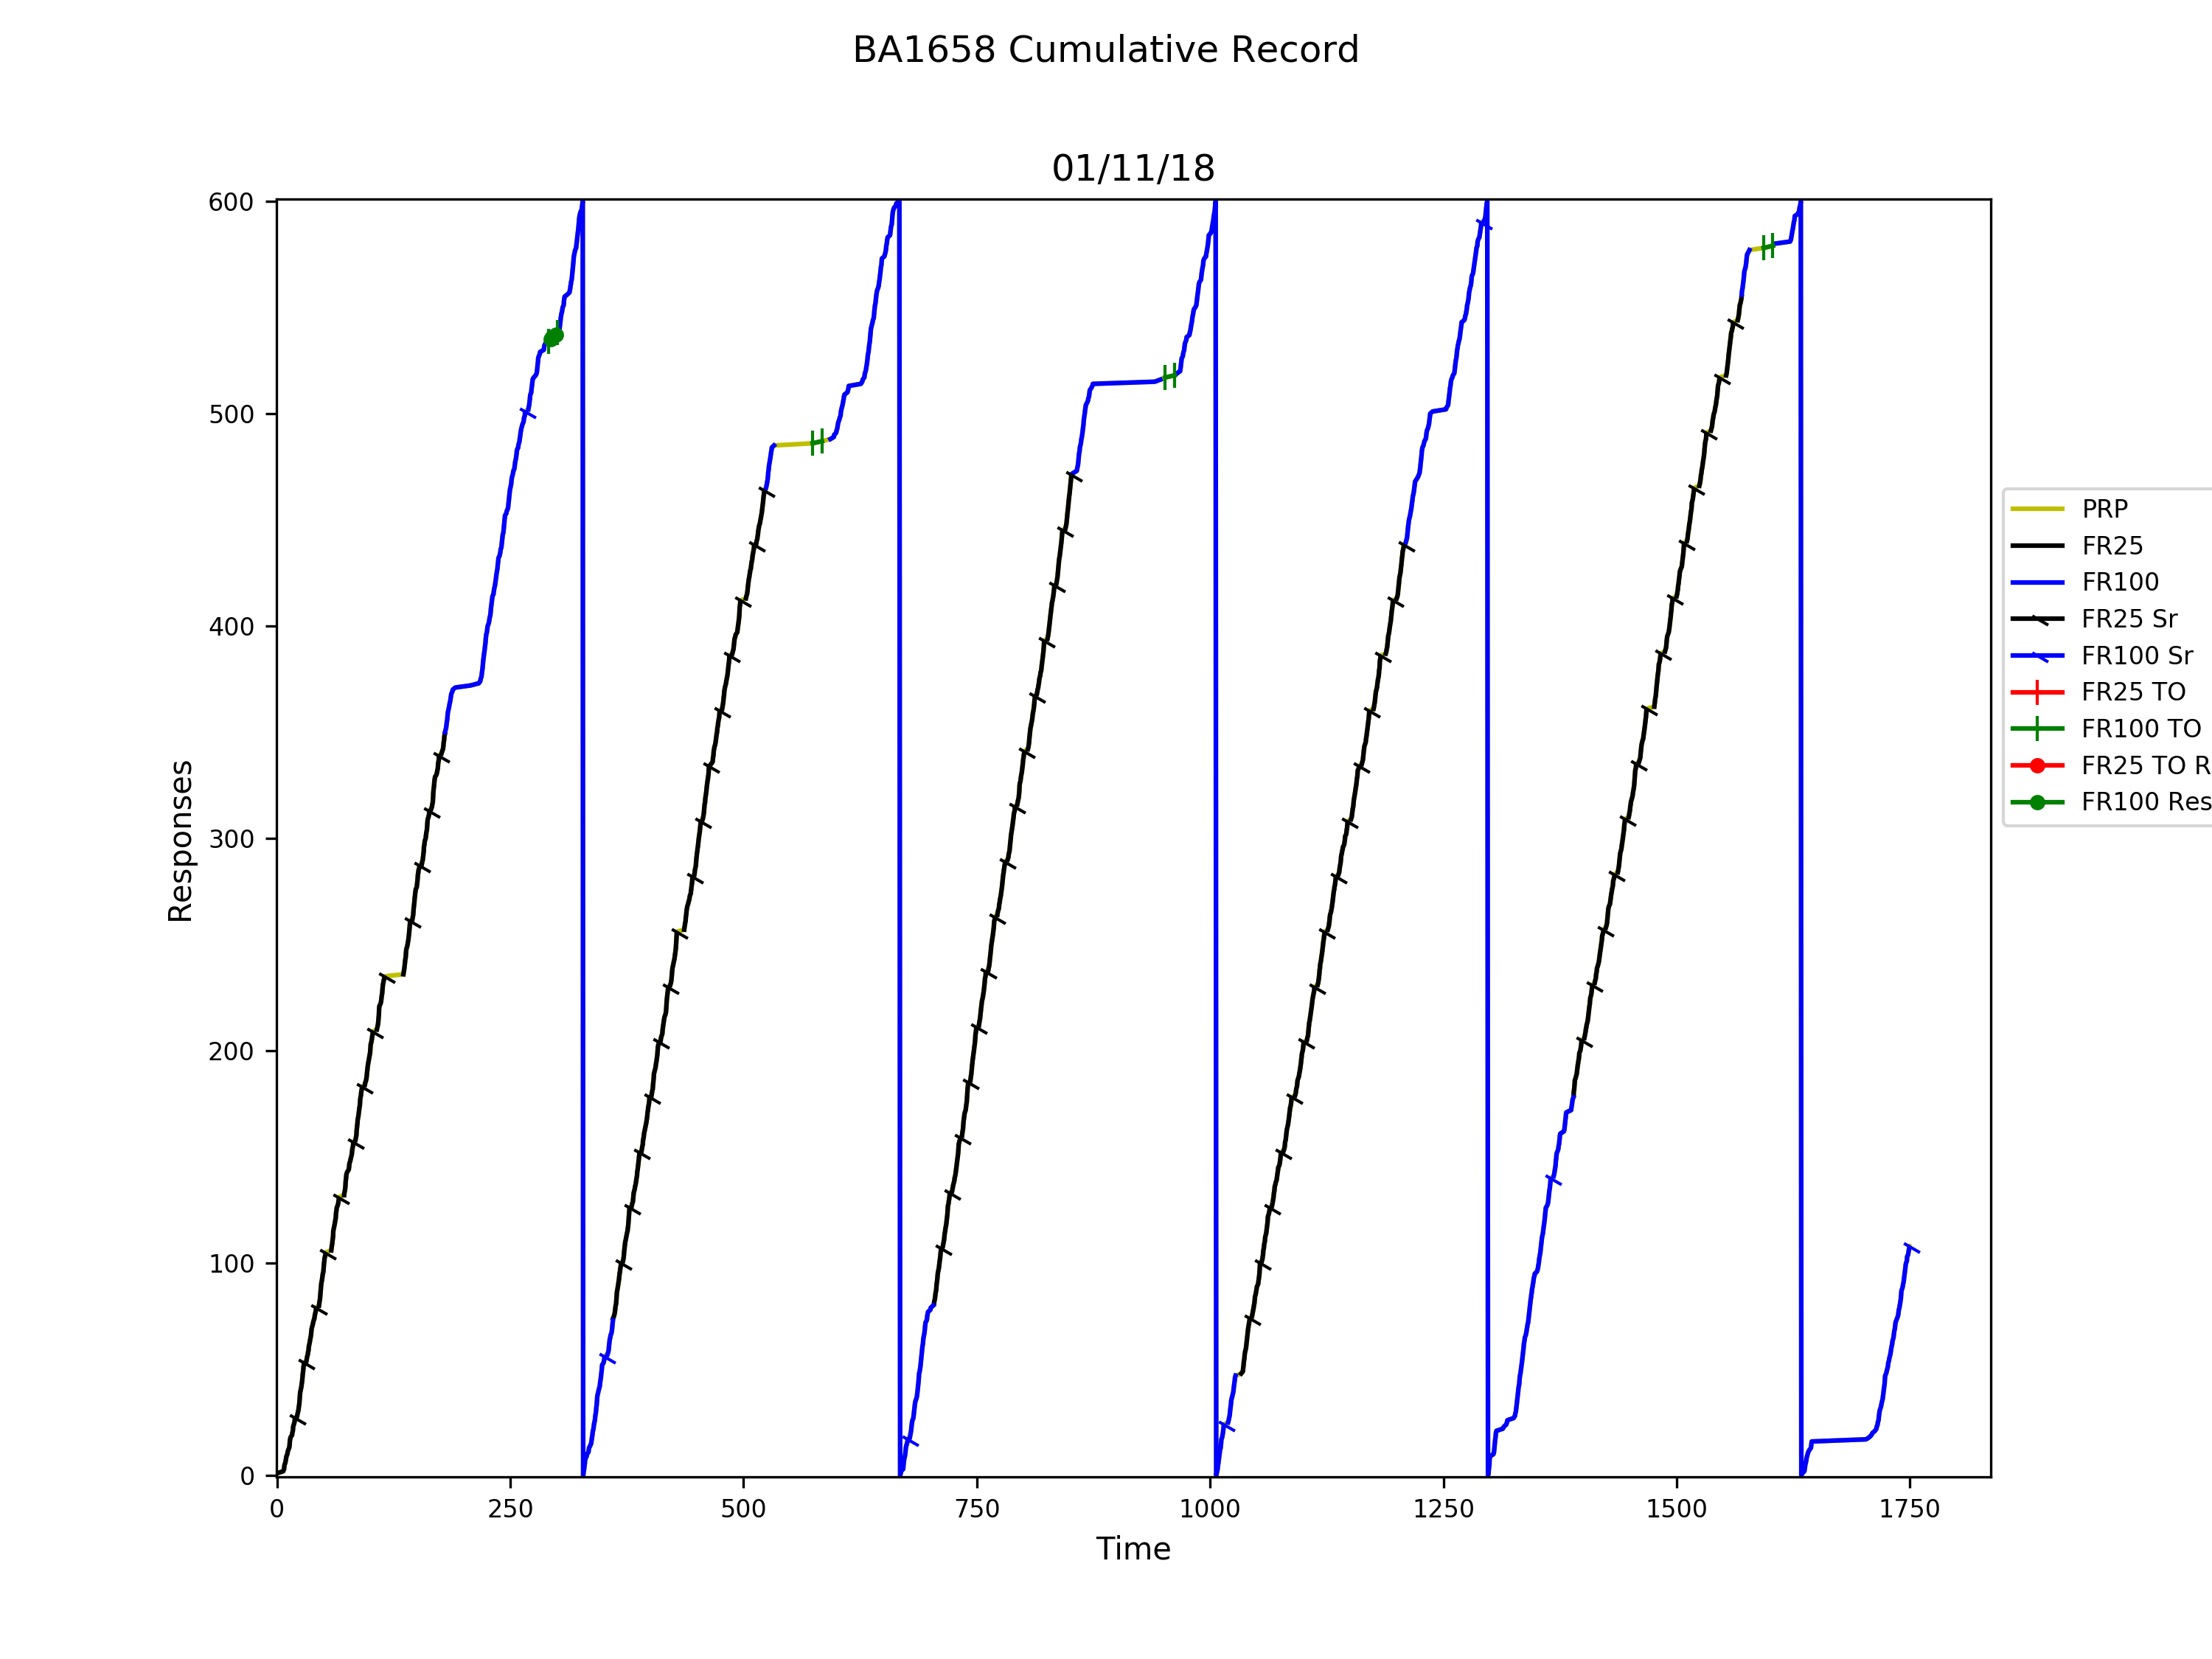 BA1658 Cumulative Record
01/11/18
600
500
400
300
200
100
0
Responses
0 250 500 750 1000 1250 1500 1750
Time
PRP
FR25
FR100
FR25 Sr
FR100 Sr
FR25 TO
FR100 TO
FR25 TO R
FR100 Res